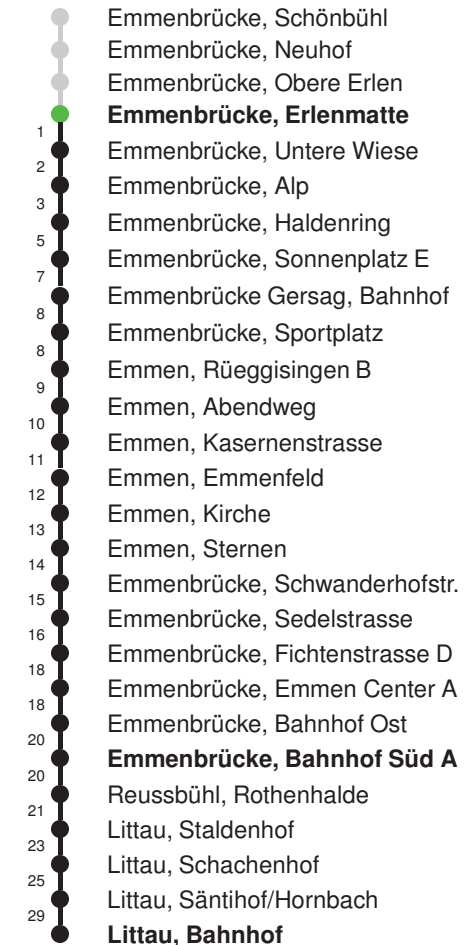 Emmenbrücke, Schönbühl
Emmenbrücke, Neuhof
Emmenbrücke, Obere Erlen
Emmenbrücke, Erlenmatte
1
Emmenbrücke, Untere Wiese
2
Emmenbrücke, Alp
3
Emmenbrücke, Haldenring
5
Emmenbrücke, Sonnenplatz E
7
Emmenbrücke Gersag, Bahnhof
8
Emmenbrücke, Sportplatz
8
Emmen, Rüeggisingen B
9
Emmen, Abendweg
10
Emmen, Kasernenstrasse
11
Emmen, Emmenfeld
12
Emmen, Kirche
13
Emmen, Sternen
14
Emmenbrücke, Schwanderhofstr.
15
Emmenbrücke, Sedelstrasse
16
Emmenbrücke, Fichtenstrasse D
18
Emmenbrücke, Emmen Center A
18
Emmenbrücke, Bahnhof Ost
20
Emmenbrücke, Bahnhof Süd A
20
Reussbühl, Rothenhalde
21
Littau, Staldenhof
23
Littau, Schachenhof
25
Littau, Säntihof/Hornbach
29
Littau, Bahnhof